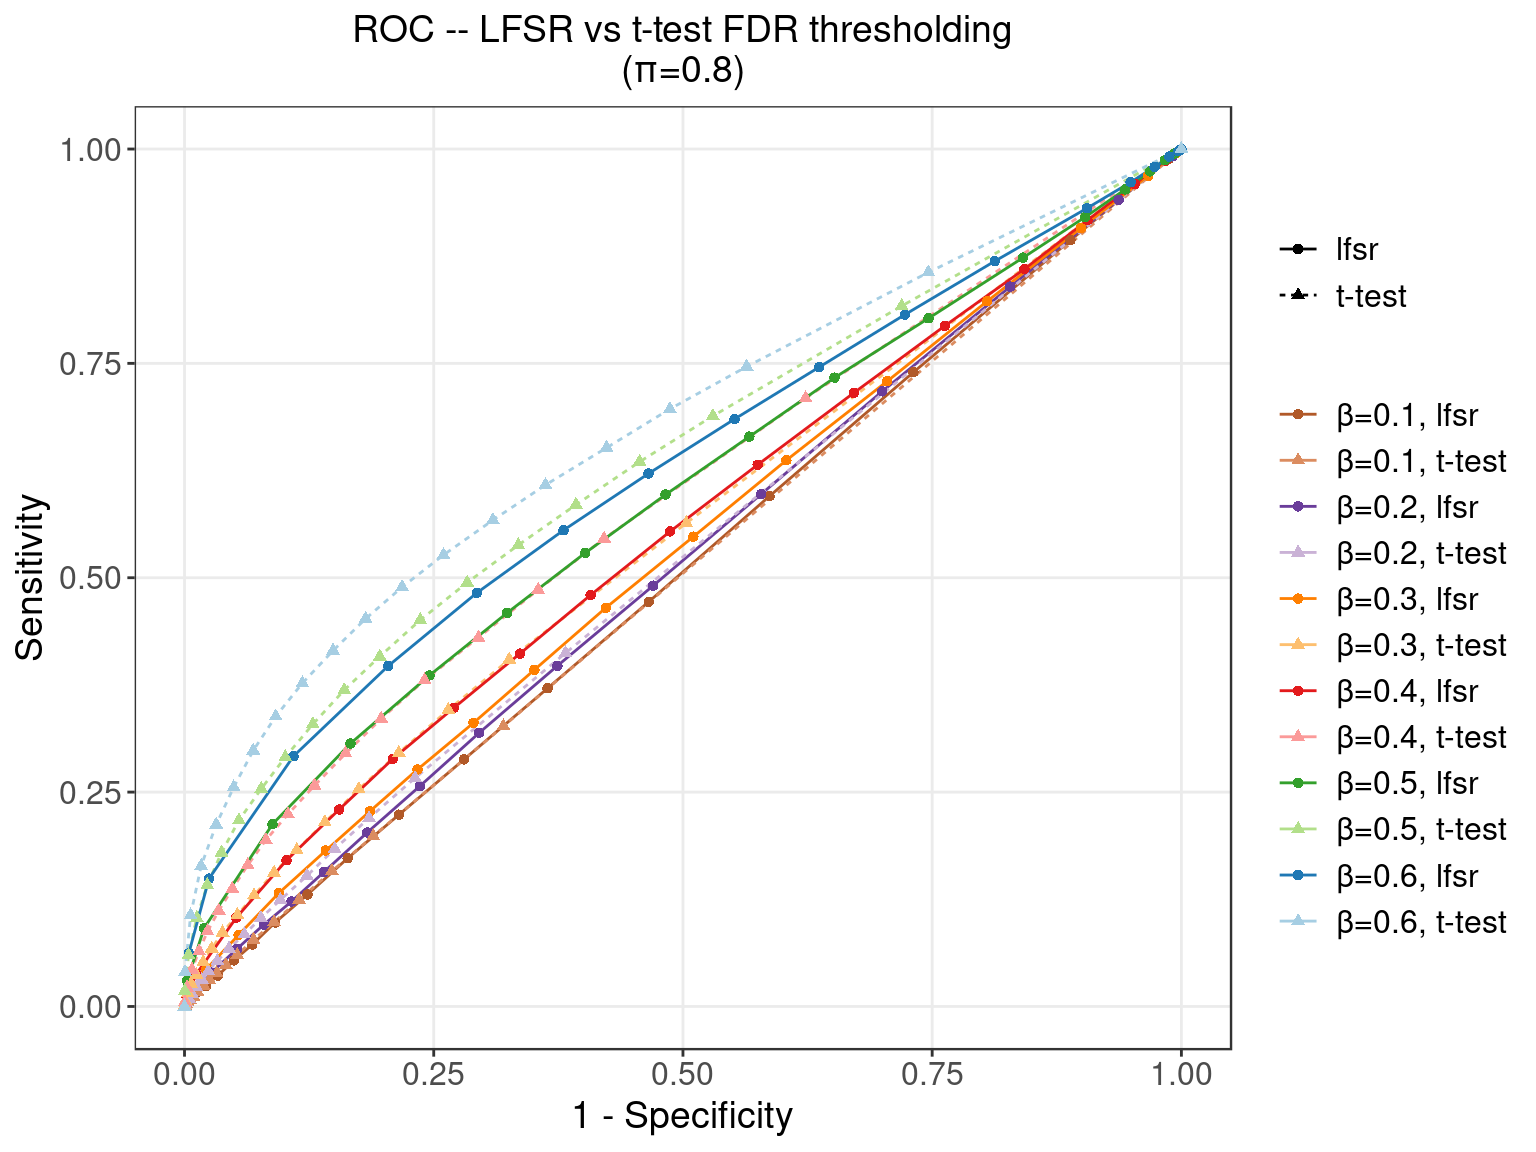 ROC -- LFSR vs t-test FDR thresholding
(π=0.8)
1.00
0.75
0.50
0.25
0.00
Sensitivity
0.00 0.25 0.50 0.75 1.00
1 - Specificity
lfsr
t-test
β=0.1, lfsr
β=0.1, t-test
β=0.2, lfsr
β=0.2, t-test
β=0.3, lfsr
β=0.3, t-test
β=0.4, lfsr
β=0.4, t-test
β=0.5, lfsr
β=0.5, t-test
β=0.6, lfsr
β=0.6, t-test